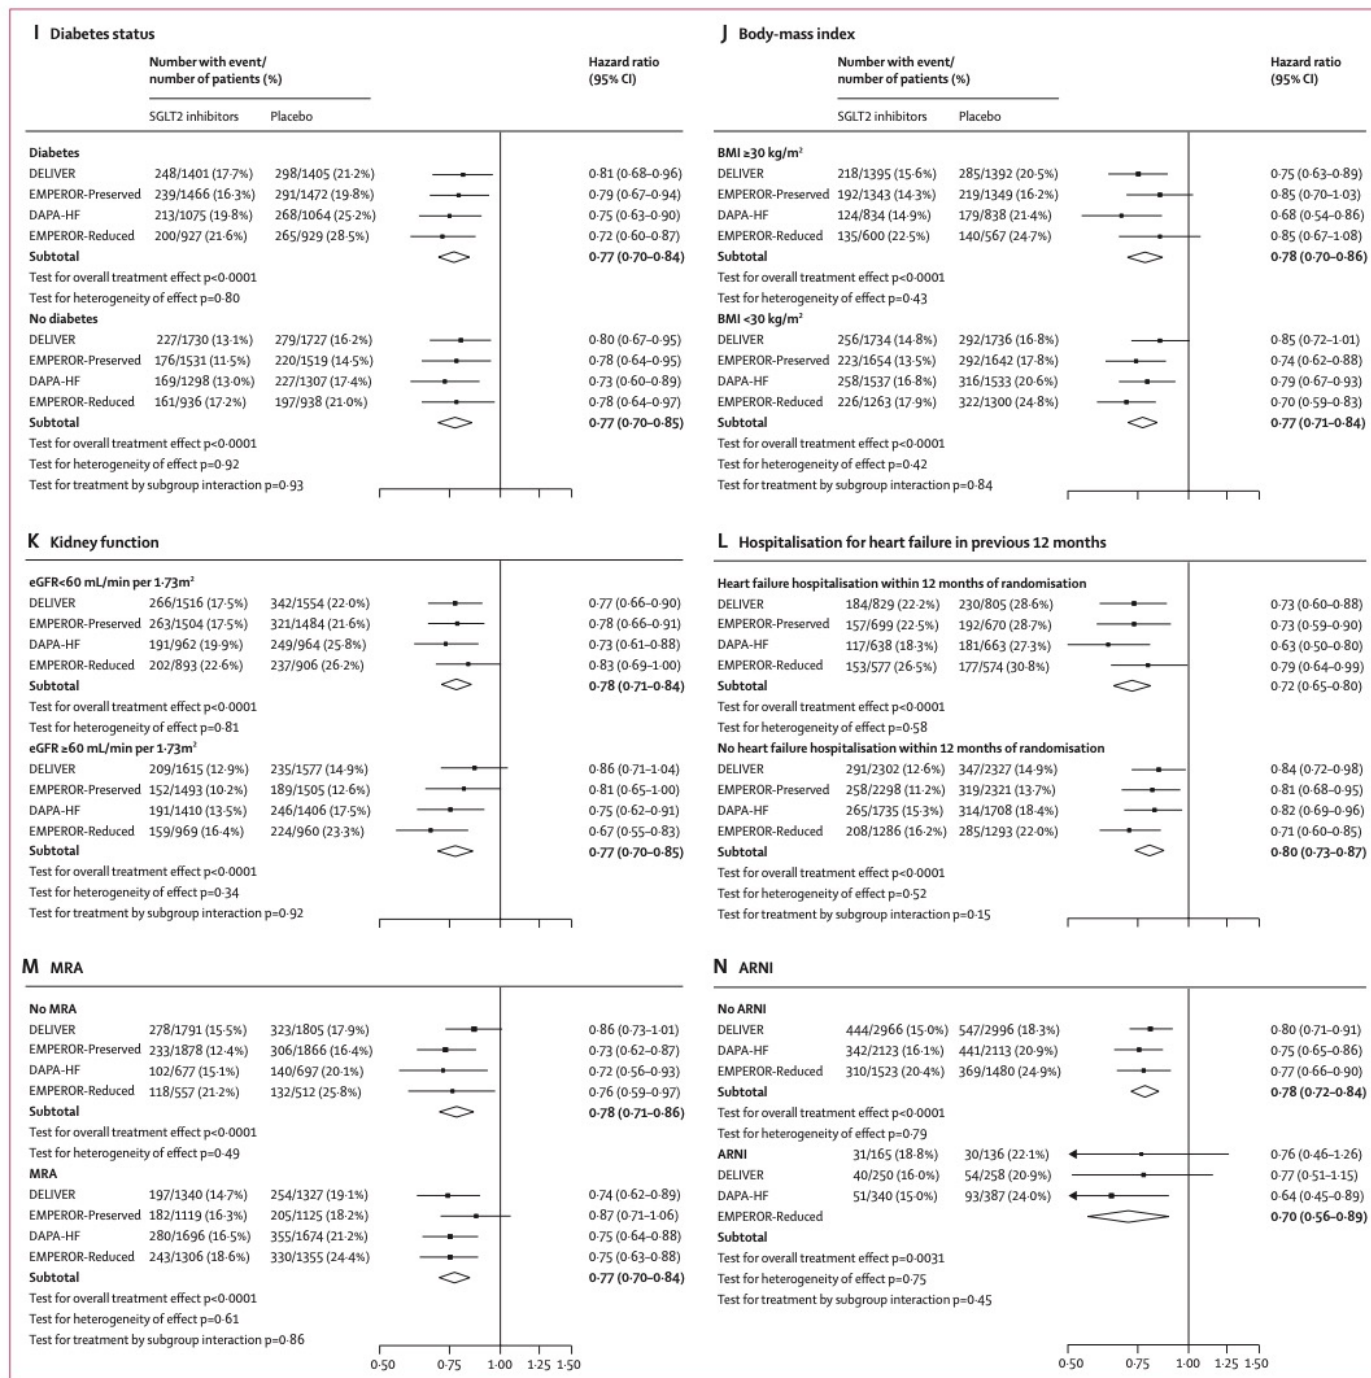 I Diabetes status
Number with event/
number of patients (%)
Hazard ratio
(95% CI)
SGLT2 inhibitors Placebo
Diabetes
DELIVER 248/1401 (17·7%) 298/1405 (21·2%) 0·81 (0·68–0·96)
EMPEROR-Preserved 239/1466 (16·3%) 291/1472 (19·8%) 0·79 (0·67–0·94)
DAPA-HF 213/1075 (19·8%) 268/1064 (25·2%) 0·75 (0·63–0·90)
EMPEROR-Reduced 200/927 (21·6%) 265/929 (28·5%) 0·72 (0·60–0·87)
Subtotal 0·77 (0·70–0·84)
Test for overall treatment effect p<0·0001
Test for heterogeneity of effect p=0·80
No diabetes
DELIVER 227/1730 (13·1%) 279/1727 (16·2%) 0·80 (0·67–0·95)
EMPEROR-Preserved 176/1531 (11·5%) 220/1519 (14·5%) 0·78 (0·64–0·95)
DAPA-HF 169/1298 (13·0%) 227/1307 (17·4%) 0·73 (0·60–0·89)
EMPEROR-Reduced 161/936 (17·2%) 197/938 (21·0%) 0·78 (0·64–0·97)
Subtotal 0·77 (0·70–0·85)
Test for overall treatment effect p<0·0001
Test for heterogeneity of effect p=0·92
Test for treatment by subgroup interaction p=0·93
J Body-mass index
Number with event/
number of patients (%)
Hazard ratio
(95% CI)
SGLT2 inhibitors Placebo
BMI ≥30 kg/m²
DELIVER 218/1395 (15·6%) 285/1392 (20·5%) 0·75 (0·63–0·89)
EMPEROR-Preserved 192/1343 (14·3%) 219/1349 (16·2%) 0·85 (0·70–1·03)
DAPA-HF 124/834 (14·9%) 179/838 (21·4%) 0·68 (0·54–0·86)
EMPEROR-Reduced 135/600 (22·5%) 140/567 (24·7%) 0·85 (0·67–1·08)
Subtotal 0·78 (0·70–0·86)
Test for overall treatment effect p<0·0001
Test for heterogeneity of effect p=0·43
BMI <30 kg/m²
DELIVER 256/1734 (14·8%) 292/1736 (16·8%) 0·85 (0·72–1·01)
EMPEROR-Preserved 223/1654 (13·5%) 292/1642 (17·8%) 0·74 (0·62–0·88)
DAPA-HF 258/1537 (16·8%) 316/1533 (20·6%) 0·79 (0·67–0·93)
EMPEROR-Reduced 226/1263 (17·9%) 322/1300 (24·8%) 0·70 (0·59–0·83)
Subtotal 0·77 (0·71–0·84)
Test for overall treatment effect p<0·0001
Test for heterogeneity of effect p=0·42
Test for treatment by subgroup interaction p=0·84
K Kidney function
eGFR<60 mL/min per 1·73m²
DELIVER 266/1516 (17·5%) 342/1554 (22·0%) 0·77 (0·66–0·90)
EMPEROR-Preserved 263/1504 (17·5%) 321/1484 (21·6%) 0·78 (0·66–0·91)
DAPA-HF 191/962 (19·9%) 249/964 (25·8%) 0·73 (0·61–0·88)
EMPEROR-Reduced 202/893 (22·6%) 237/906 (26·2%) 0·83 (0·69–1·00)
Subtotal 0·78 (0·71–0·84)
Test for overall treatment effect p<0·0001
Test for heterogeneity of effect p=0·81
eGFR ≥60 mL/min per 1·73m²
DELIVER 209/1615 (12·9%) 235/1577 (14·9%) 0·86 (0·71–1·04)
EMPEROR-Preserved 152/1493 (10·2%) 189/1505 (12·6%) 0·81 (0·65–1·00)
DAPA-HF 191/1410 (13·5%) 246/1406 (17·5%) 0·75 (0·62–0·91)
EMPEROR-Reduced 159/969 (16·4%) 224/960 (23·3%) 0·67 (0·55–0·83)
Subtotal 0·77 (0·70–0·85)
Test for overall treatment effect p<0·0001
Test for heterogeneity of effect p=0·34
Test for treatment by subgroup interaction p=0·92
L Hospitalisation for heart failure in previous 12 months
Heart failure hospitalisation within 12 months of randomisation
DELIVER 184/829 (22·2%) 230/805 (28·6%) 0·73 (0·60–0·88)
EMPEROR-Preserved 157/699 (22·5%) 192/670 (28·7%) 0·73 (0·59–0·90)
DAPA-HF 117/638 (18·3%) 181/663 (27·3%) 0·63 (0·50–0·80)
EMPEROR-Reduced 153/577 (26·5%) 177/574 (30·8%) 0·79 (0·64–0·99)
Subtotal 0·72 (0·65–0·80)
Test for overall treatment effect p<0·0001
Test for heterogeneity of effect p=0·58
No heart failure hospitalisation within 12 months of randomisation
DELIVER 291/2302 (12·6%) 347/2327 (14·9%) 0·84 (0·72–0·98)
EMPEROR-Preserved 258/2298 (11·2%) 319/2321 (13·7%) 0·81 (0·68–0·95)
DAPA-HF 265/1735 (15·3%) 314/1708 (18·4%) 0·82 (0·69–0·96)
EMPEROR-Reduced 208/1286 (16·2%) 285/1293 (22·0%) 0·71 (0·60–0·85)
Subtotal 0·80 (0·73–0·87)
Test for overall treatment effect p<0·0001
Test for heterogeneity of effect p=0·52
Test for treatment by subgroup interaction p=0·15
M MRA
No MRA
DELIVER 278/1791 (15·5%) 323/1805 (17·9%) 0·86 (0·73–1·01)
EMPEROR-Preserved 233/1878 (12·4%) 306/1866 (16·4%) 0·73 (0·62–0·87)
DAPA-HF 102/677 (15·1%) 140/697 (20·1%) 0·72 (0·56–0·93)
EMPEROR-Reduced 118/557 (21·2%) 132/512 (25·8%) 0·76 (0·59–0·97)
Subtotal 0·78 (0·71–0·86)
Test for overall treatment effect p<0·0001
Test for heterogeneity of effect p=0·49
MRA
DELIVER 197/1340 (14·7%) 254/1327 (19·1%) 0·74 (0·62–0·89)
EMPEROR-Preserved 182/1119 (16·3%) 205/1125 (18·2%) 0·87 (0·71–1·06)
DAPA-HF 280/1696 (16·5%) 355/1674 (21·2%) 0·75 (0·64–0·88)
EMPEROR-Reduced 243/1306 (18·6%) 330/1355 (24·4%) 0·75 (0·63–0·88)
Subtotal 0·77 (0·70–0·84)
Test for overall treatment effect p<0·0001
Test for heterogeneity of effect p=0·61
Test for treatment by subgroup interaction p=0·86
0·50 0·75 1·00 1·25 1·50
N ARNI
No ARNI
DELIVER 444/2966 (15·0%) 547/2996 (18·3%) 0·80 (0·71–0·91)
DAPA-HF 342/2123 (16·1%) 441/2113 (20·9%) 0·75 (0·65–0·86)
EMPEROR-Reduced 310/1523 (20·4%) 369/1480 (24·9%) 0·77 (0·66–0·90)
Subtotal 0·78 (0·72–0·84)
Test for overall treatment effect p<0·0001
Test for heterogeneity of effect p=0·79
ARNI 31/165 (18·8%) 30/136 (22·1%) 0·76 (0·46–1·26)
DELIVER 40/250 (16·0%) 54/258 (20·9%) 0·77 (0·51–1·15)
DAPA-HF 51/340 (15·0%) 93/387 (24·0%) 0·64 (0·45–0·89)
EMPEROR-Reduced 0·70 (0·56–0·89)
Subtotal
Test for overall treatment effect p=0·0031
Test for heterogeneity of effect p=0·75
Test for treatment by subgroup interaction p=0·45
0·50 0·75 1·00 1·25 1·50